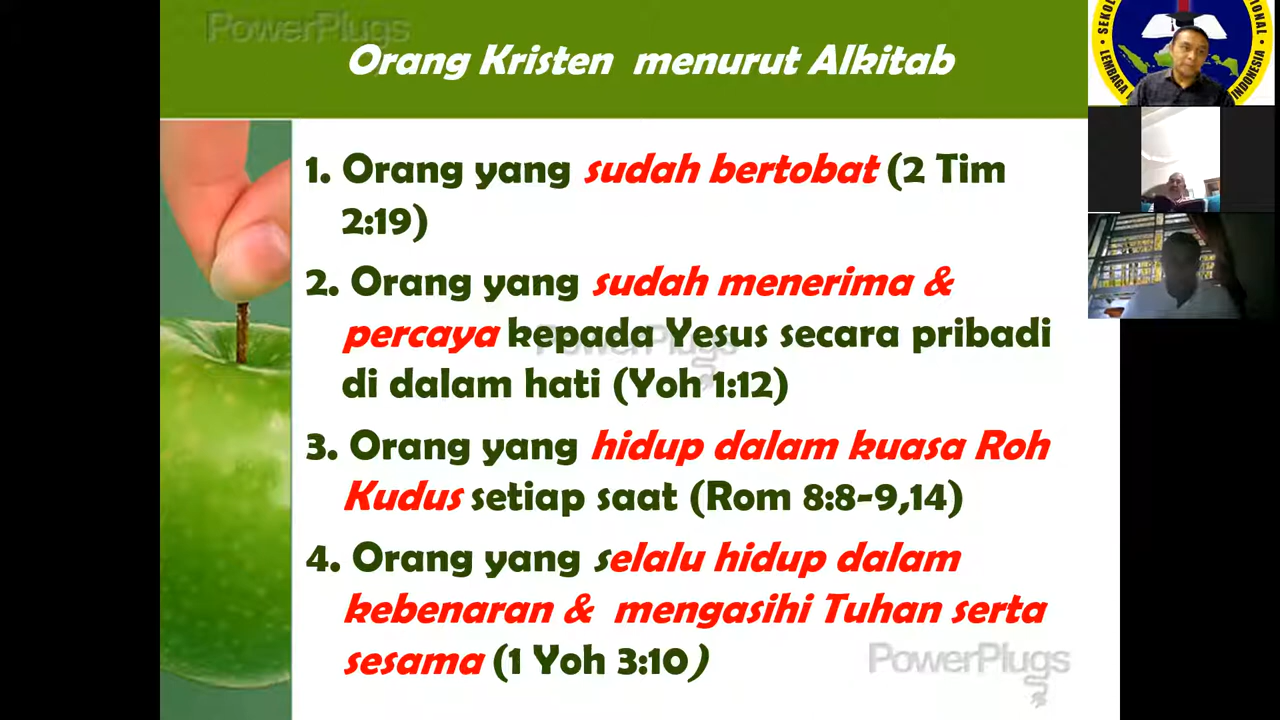 PowerPlugs
Orang Kristen menurut Alkitab
1. Orang yang sudah bertobat (2 Tim
2:19)
2. Orang yang sudah menerima &
percaya kepada Yesus secara pribadi
PowerPlugs
di dalam hati (Yoh 1:12)
3. Orang yang hidup dalam kuasa Roh
Kudus setiap saat (Rom 8:8-9,14)
4. Orang yang selalu hidup dalam
kebenaran & mengasihi Tuhan serta
sesama (1 Yoh 3:10)
PowerPlugs
LEMBAGA
INDONESIA